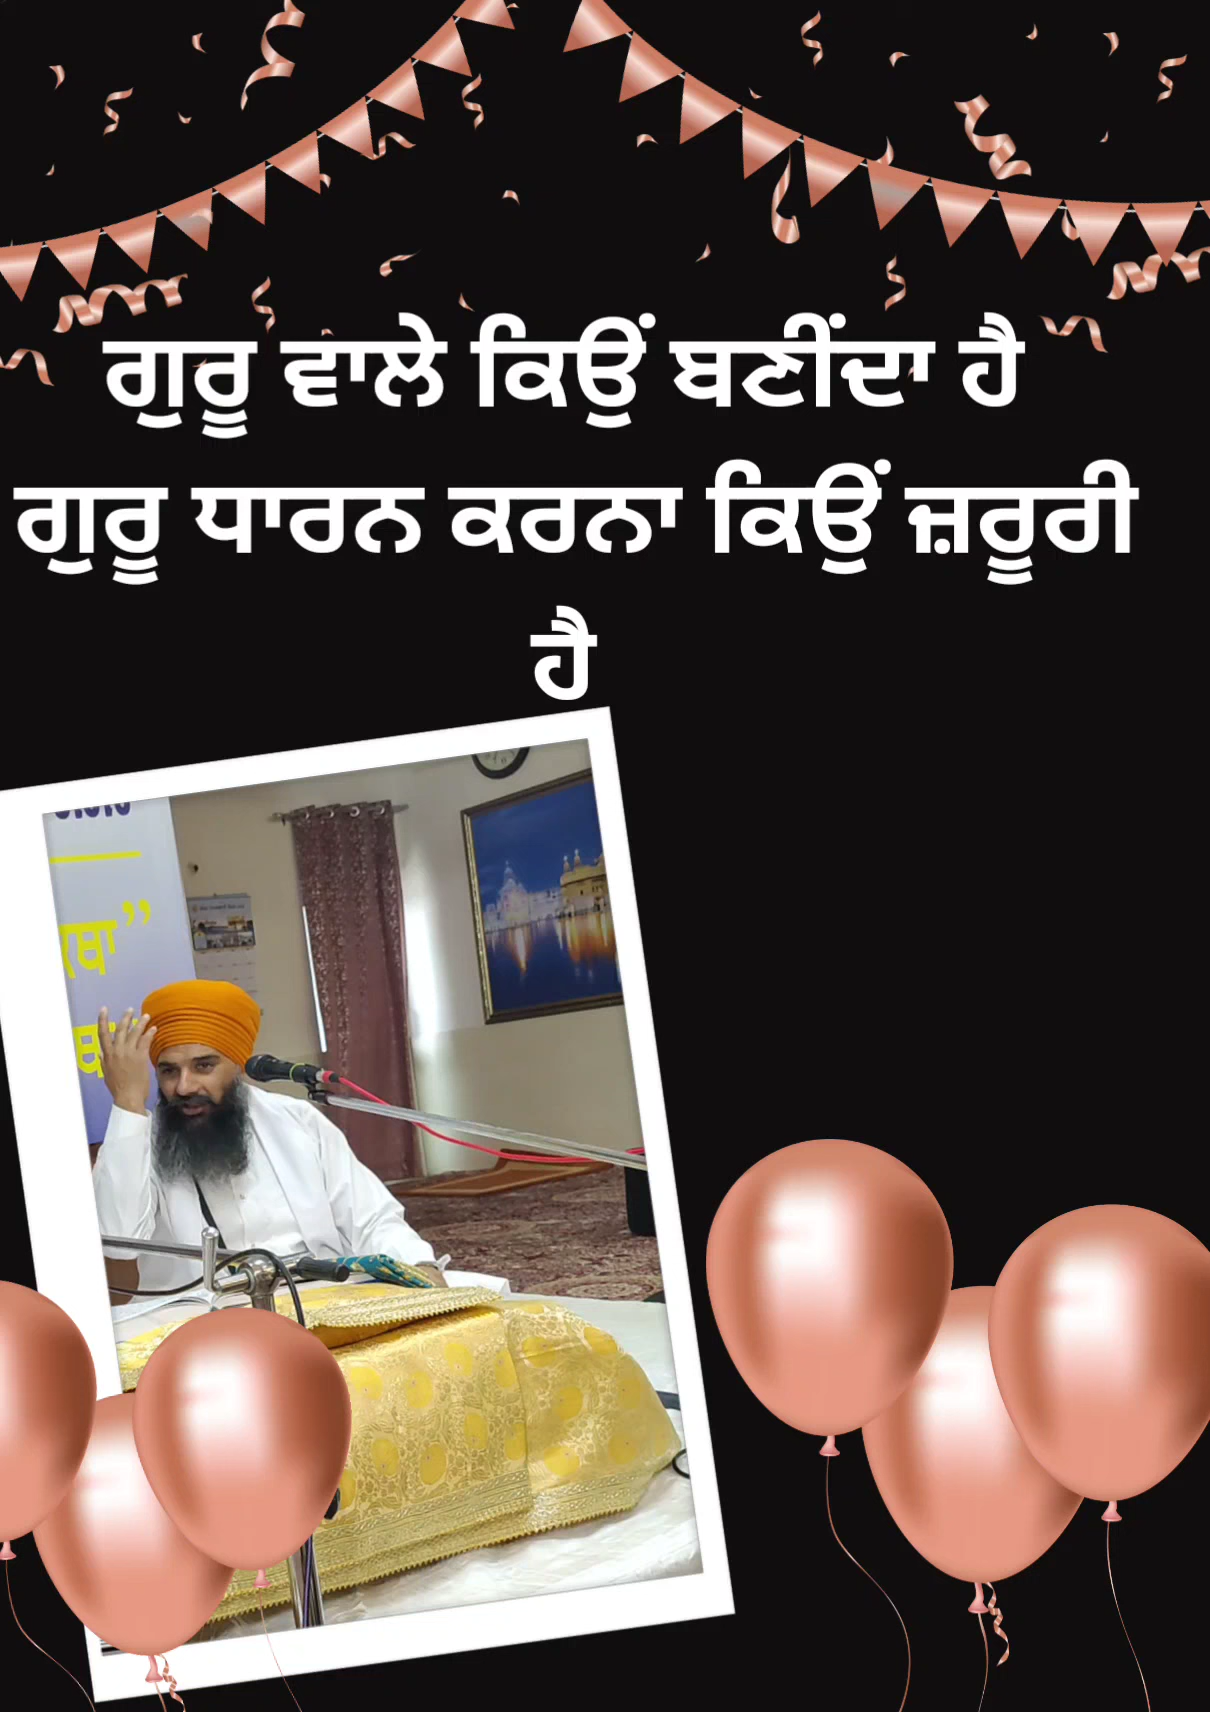 ਗੁਰੂ ਵਾਲੇ ਕਿਉਂ ਬਣੀਂਦਾ ਹੈ
ਗੁਰੂ ਧਾਰਨ ਕਰਨਾ ਕਿਉਂ ਜ਼ਰੂਰੀ
ਹੈ